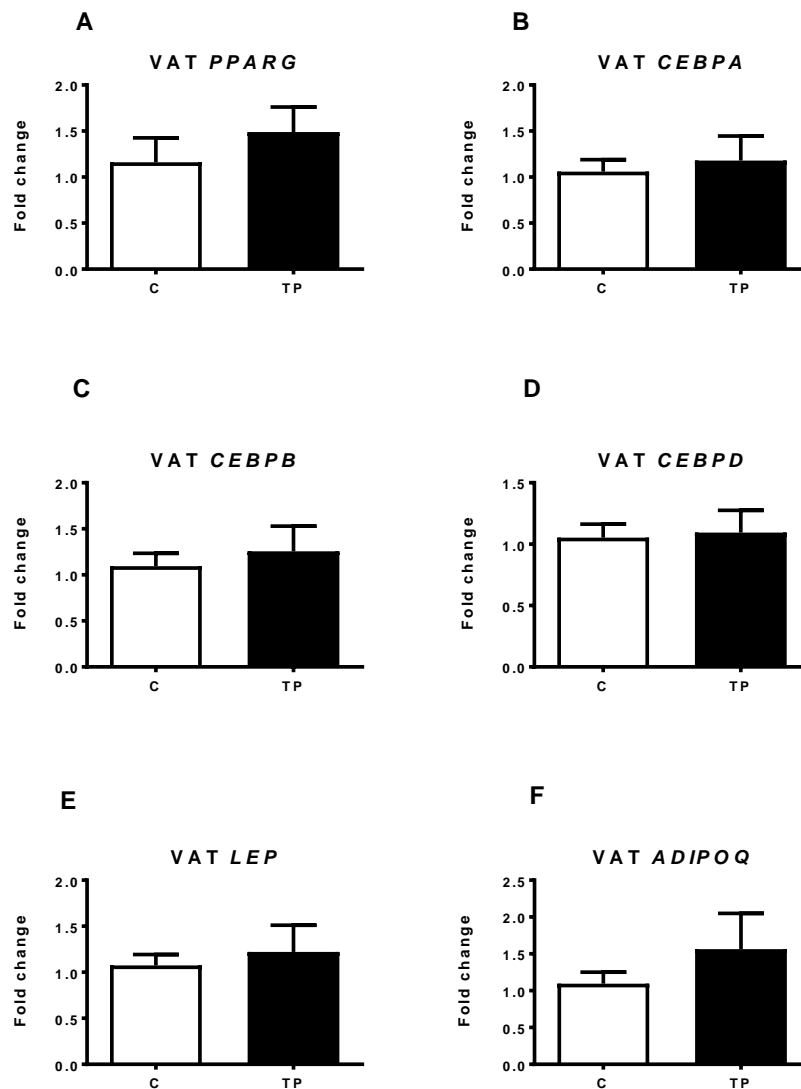 A
VAT PPARG
Fold change
2.0
1.5
1.0
0.5
0.0
C TP
B
VAT CEBPA
Fold change
2.0
1.5
1.0
0.5
0.0
C TP
C
VAT CEBPB
Fold change
2.0
1.5
1.0
0.5
0.0
C TP
D
VAT CEBPD
Fold change
1.5
1.0
0.5
0.0
C TP
E
VAT LEP
Fold change
2.0
1.5
1.0
0.5
0.0
C TP
F
VAT ADIPOQ
Fold change
2.5
2.0
1.5
1.0
0.5
0.0
C TP